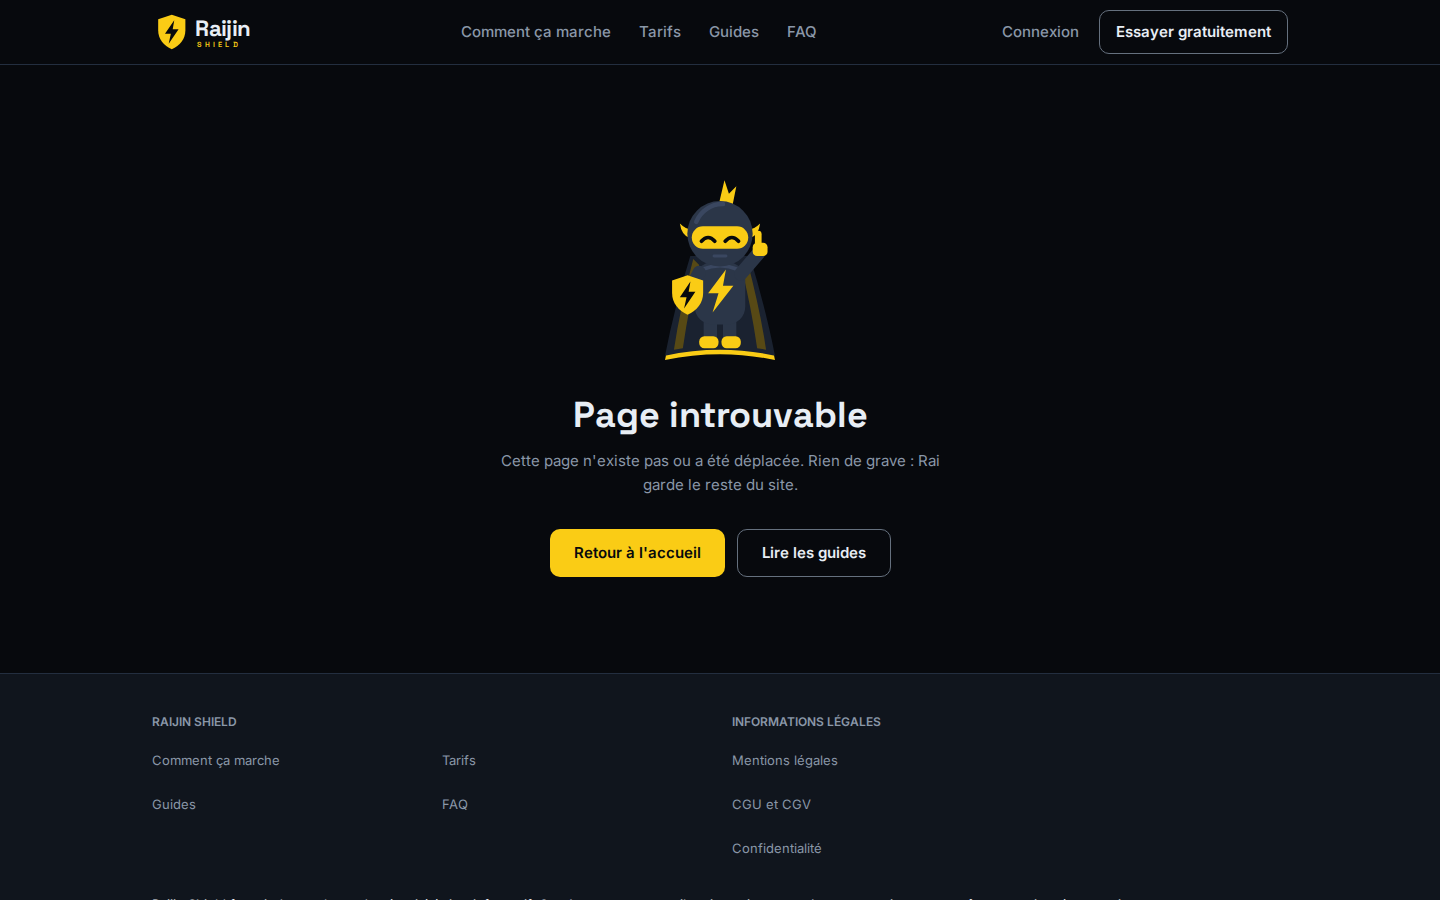 Raijin
SHIELD
Comment ça marche
Tarifs
Guides
FAQ
Connexion
Essayer gratuitement
Page introuvable
Cette page n'existe pas ou a été déplacée. Rien de grave : Rai
garde le reste du site.
Retour à l'accueil
Lire les guides
RAIJIN SHIELD
Comment ça marche
Tarifs
Guides
FAQ
INFORMATIONS LÉGALES
Mentions légales
CGU et CGV
Confidentialité